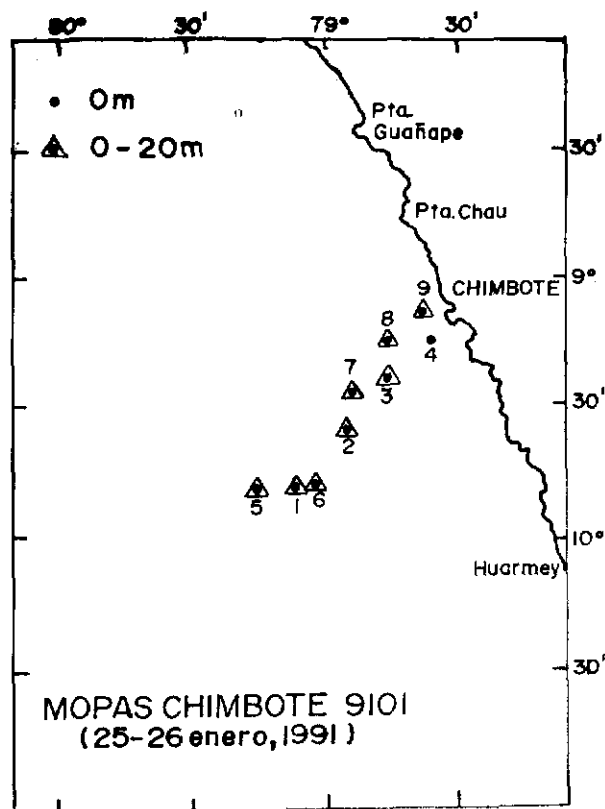 80° 30' 79° 30'
0m
0-20m
Pta.
Guañape
30'
Pta. Chau
9°
CHIMBOTE
9
8
4
7
3
30'
2
5 1 6
10°
Huarmey
30'
MOPAS CHIMBOTE 9101
(25-26 enero, 1991)